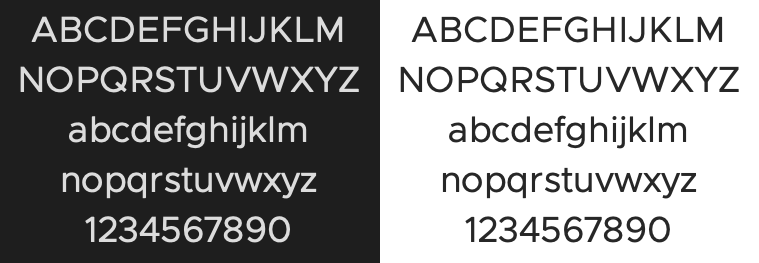 ABCDEFGHIJKLM
NOPQRSTUVWXYZ
abcdefghijklm
nopqrstuvwxyz
1234567890
ABCDEFGHIJKLM
NOPQRSTUVWXYZ
abcdefghijklm
nopqrstuvwxyz
1234567890